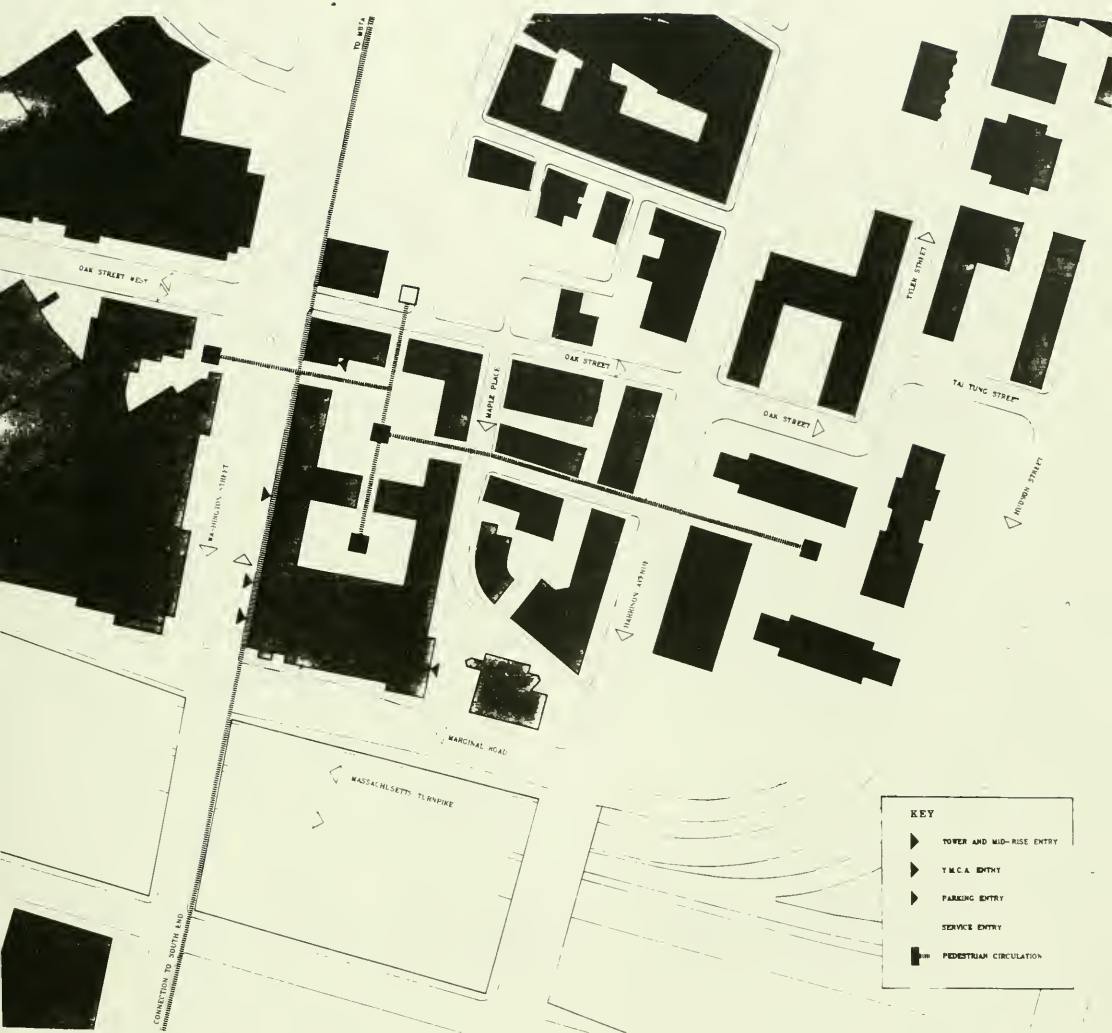 TO MBTA
OAK STREET WEST
TYLER STREET
OAK STREET
MAPLE PLACE
TAI TUNG STREET
OAK STREET
WASHINGTON STREET
HUDSON STREET
HARRISON AVENUE
MARGINAL ROAD
MASSACHUSETTS TURNPIKE
CONNECTION TO SOUTH END
KEY
TOWER AND MID-RISE ENTRY
Y.M.C.A. ENTRY
PARKING ENTRY
SERVICE ENTRY
PEDESTRIAN CIRCULATION